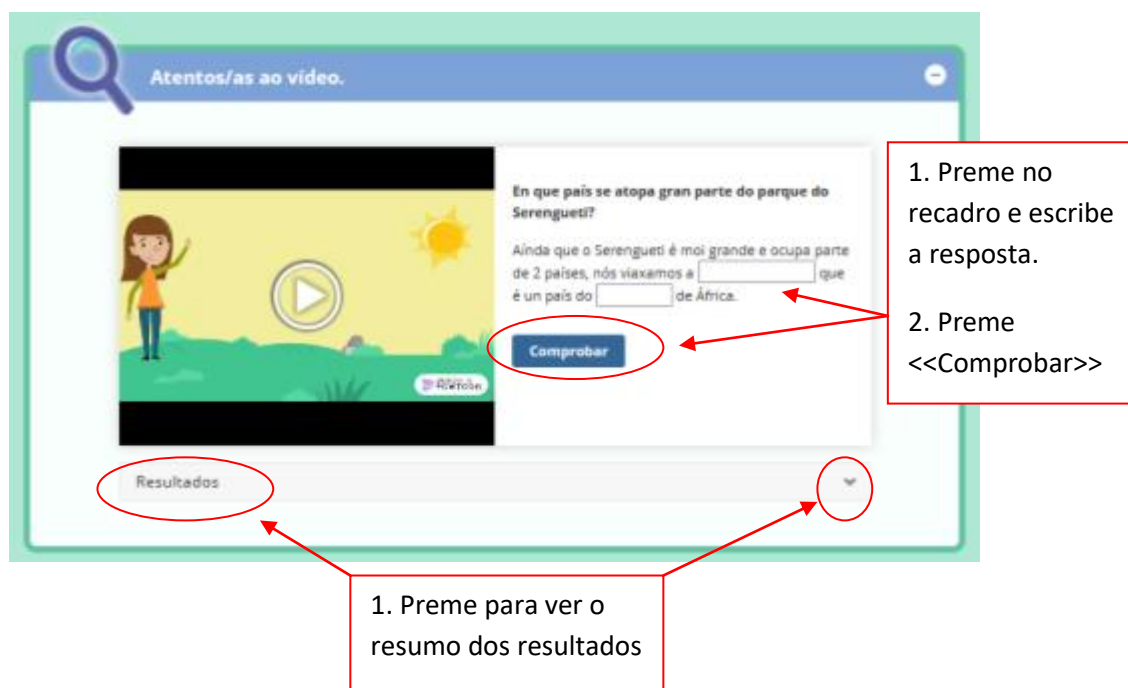 Atentos/as ao vídeo.
En que país se atopa gran parte do parque do
Serengueti?
Aínda que o Serengueti é moi grande e ocupa parte
de 2 países, nós viaxamos a que
é un país do de África.
Comprobar
Resultados
1. Preme no
recadro e escribe
a resposta.
2. Preme
<<Comprobar>>
1. Preme para ver o
resumo dos resultados